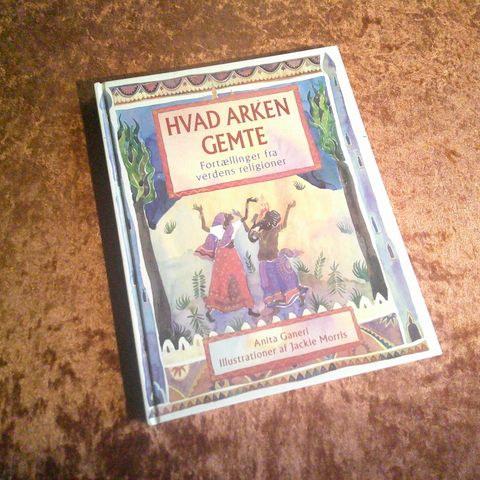 HVAD ARKEN
GEMTE
Fortællinger fra
verdens religioner
Anita Ganeri
Illustrationer af Jackie Morris